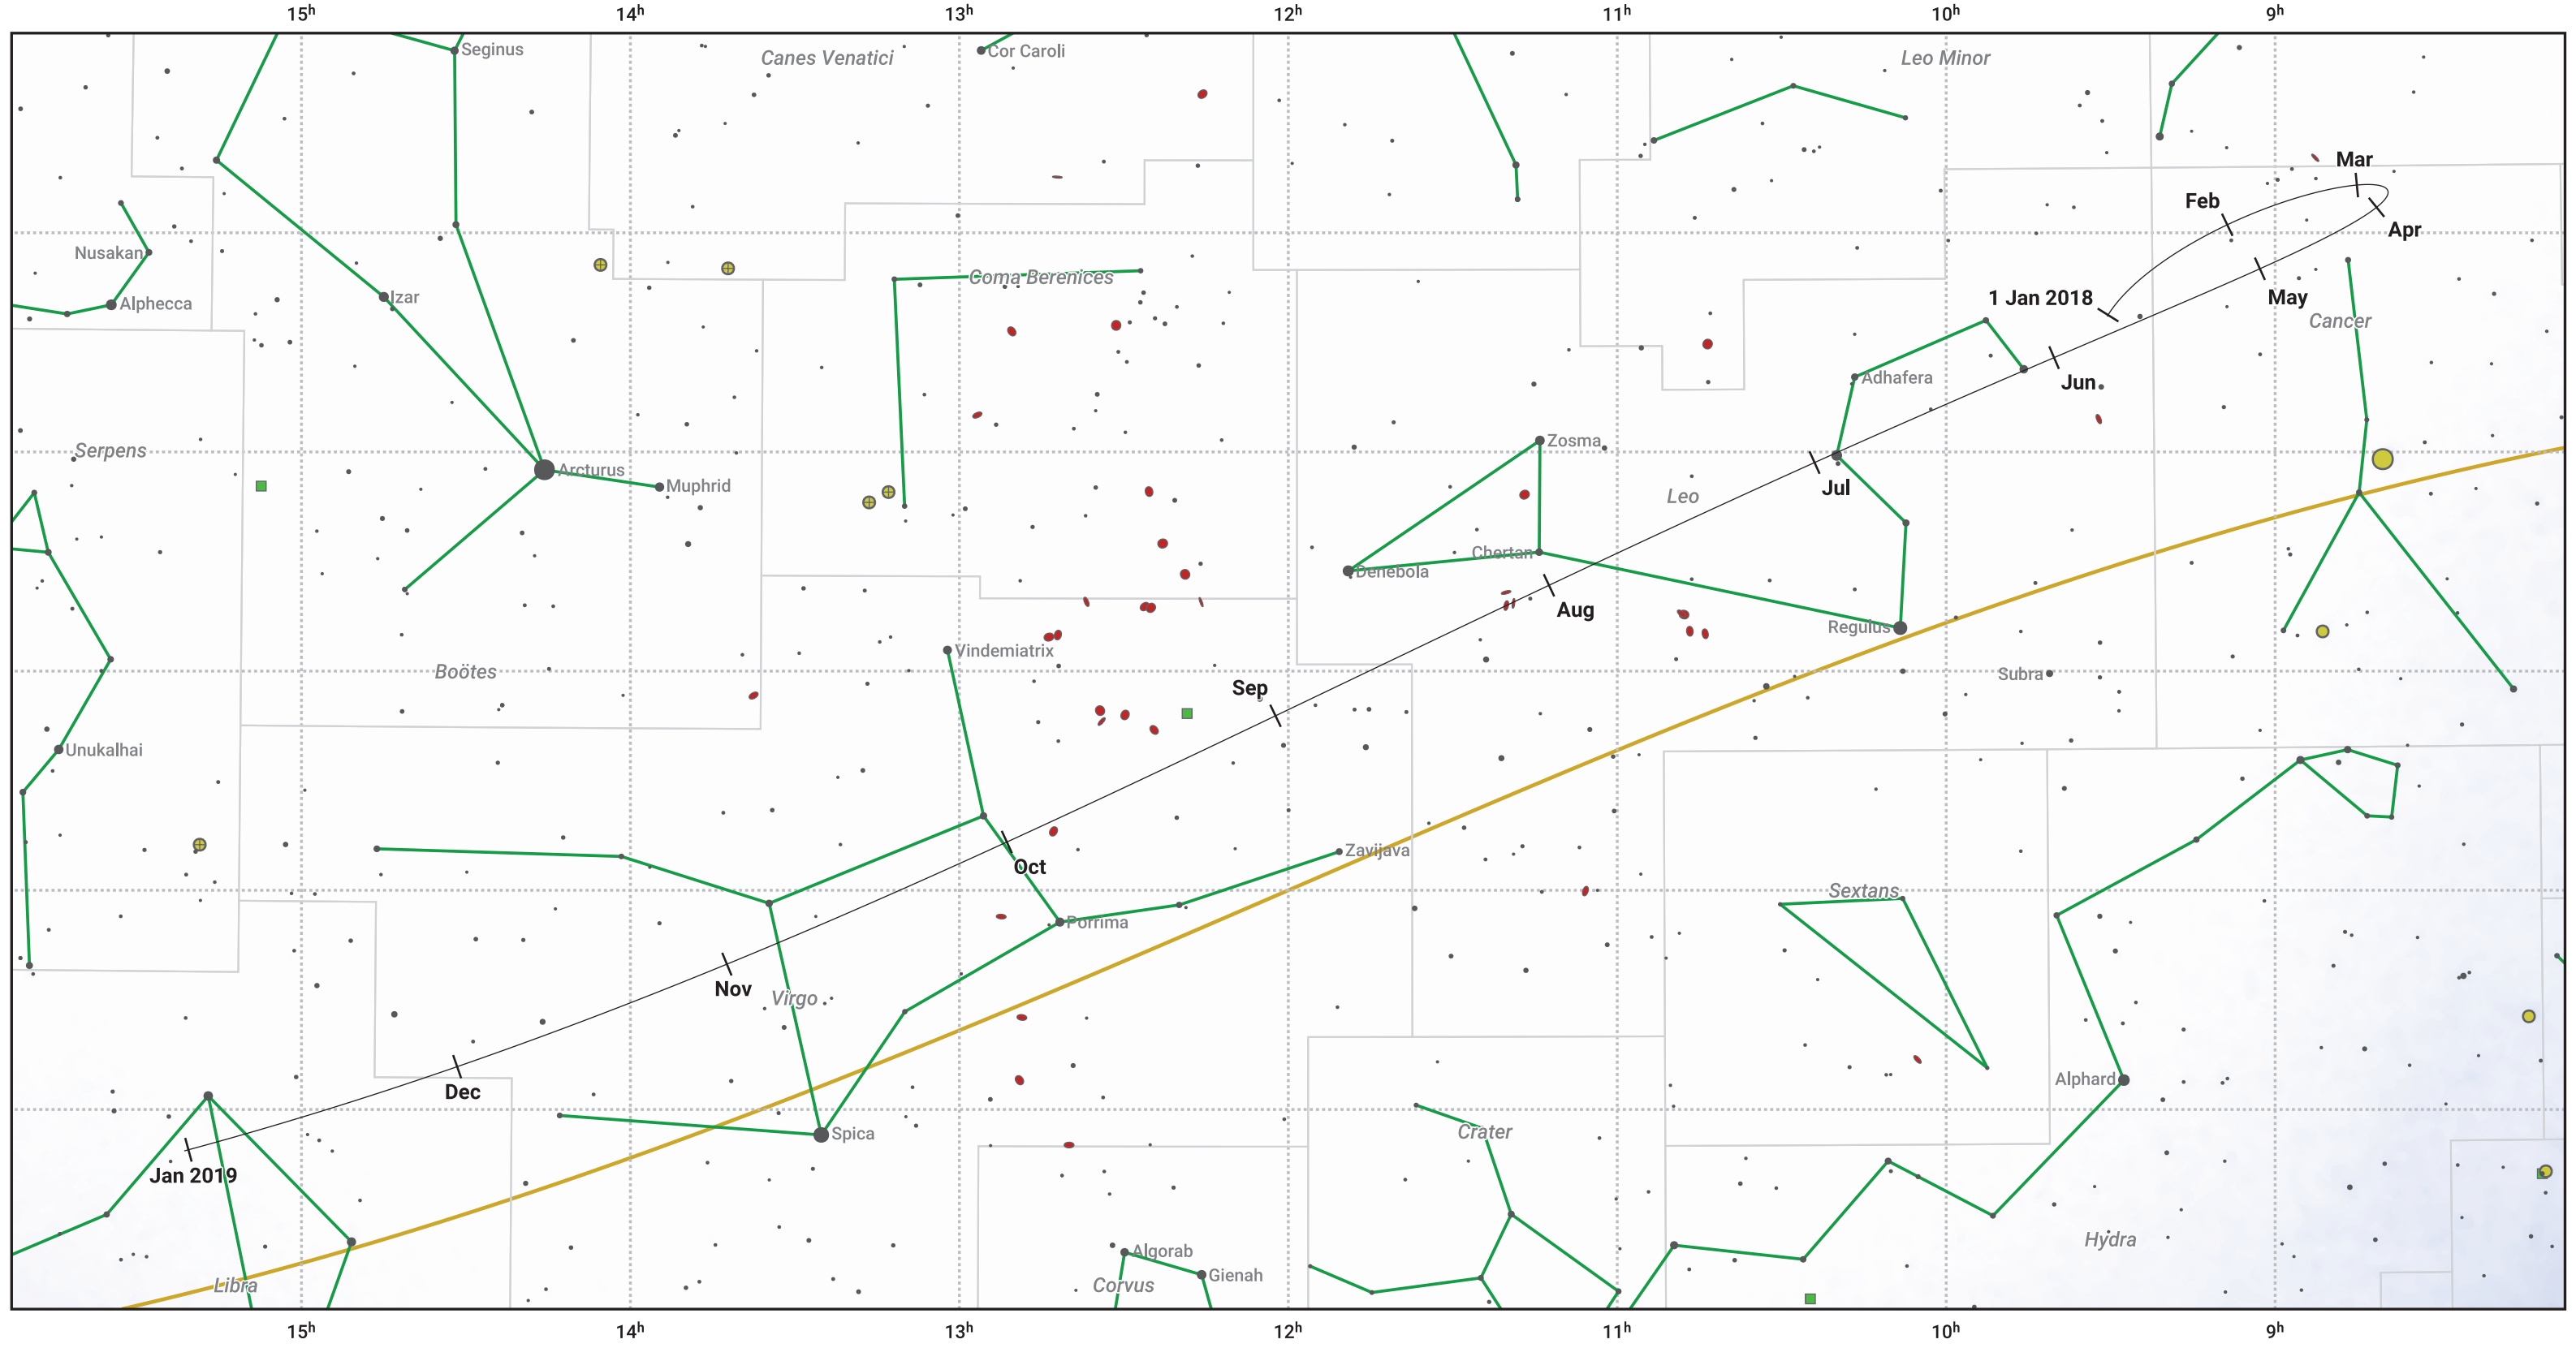 15h 14h 13h 12h 11h 10h 9h
Seginus
Canes Venatici
Cor Caroli
Leo Minor
Mar
Feb
Apr
Nusakan
Izar
Alphecca
Coma Berenices
1 Jan 2018
May
Cancer
Adhafera
Jun
Serpens
Arcturus
Muphrid
Zosma
Leo
Jul
Chertan
Denebola
Aug
Regulus
Vindemiatrix
Boötes
Subra
Sep
Unukalhai
Oct
Zavijava
Sextans
Porrima
Nov
Virgo
Dec
Alphard
Spica
Crater
Jan 2019
Hydra
Algorab
Gienah
Libra
Corvus
15h 14h 13h 12h 11h 10h 9h